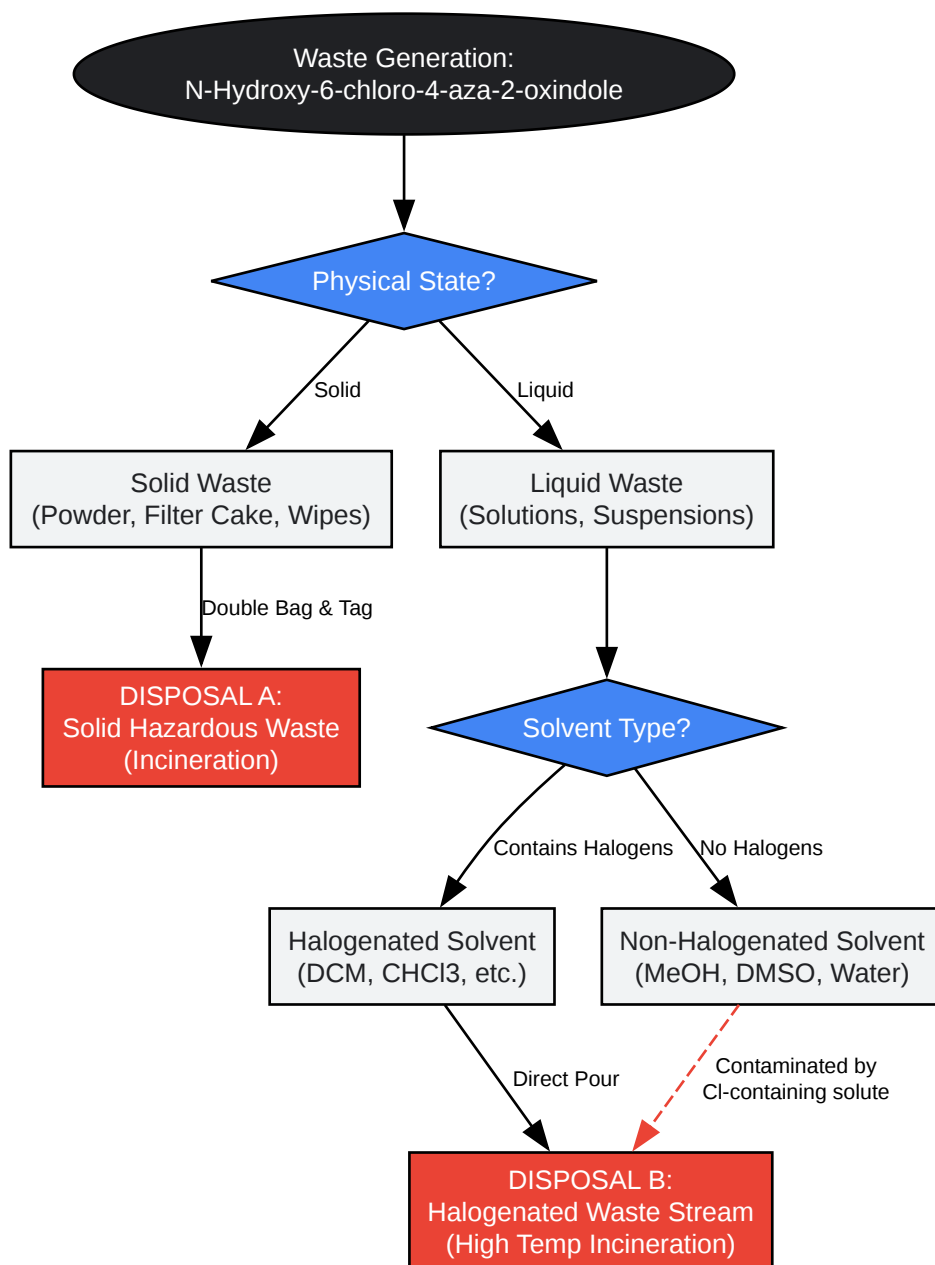 Waste Generation:
N-Hydroxy-6-chloro-4-aza-2-oxindole
Physical State?
Solid
Liquid
Solid Waste
(Powder, Filter Cake, Wipes)
Liquid Waste
(Solutions, Suspensions)
Double Bag & Tag
DISPOSAL A:
Solid Hazardous Waste
(Incineration)
Solvent Type?
Contains Halogens
No Halogens
Halogenated Solvent
(DCM, CHCl3, etc.)
Non-Halogenated Solvent
(MeOH, DMSO, Water)
Direct Pour
Contaminated by
Cl-containing solute
DISPOSAL B:
Halogenated Waste Stream
(High Temp Incineration)